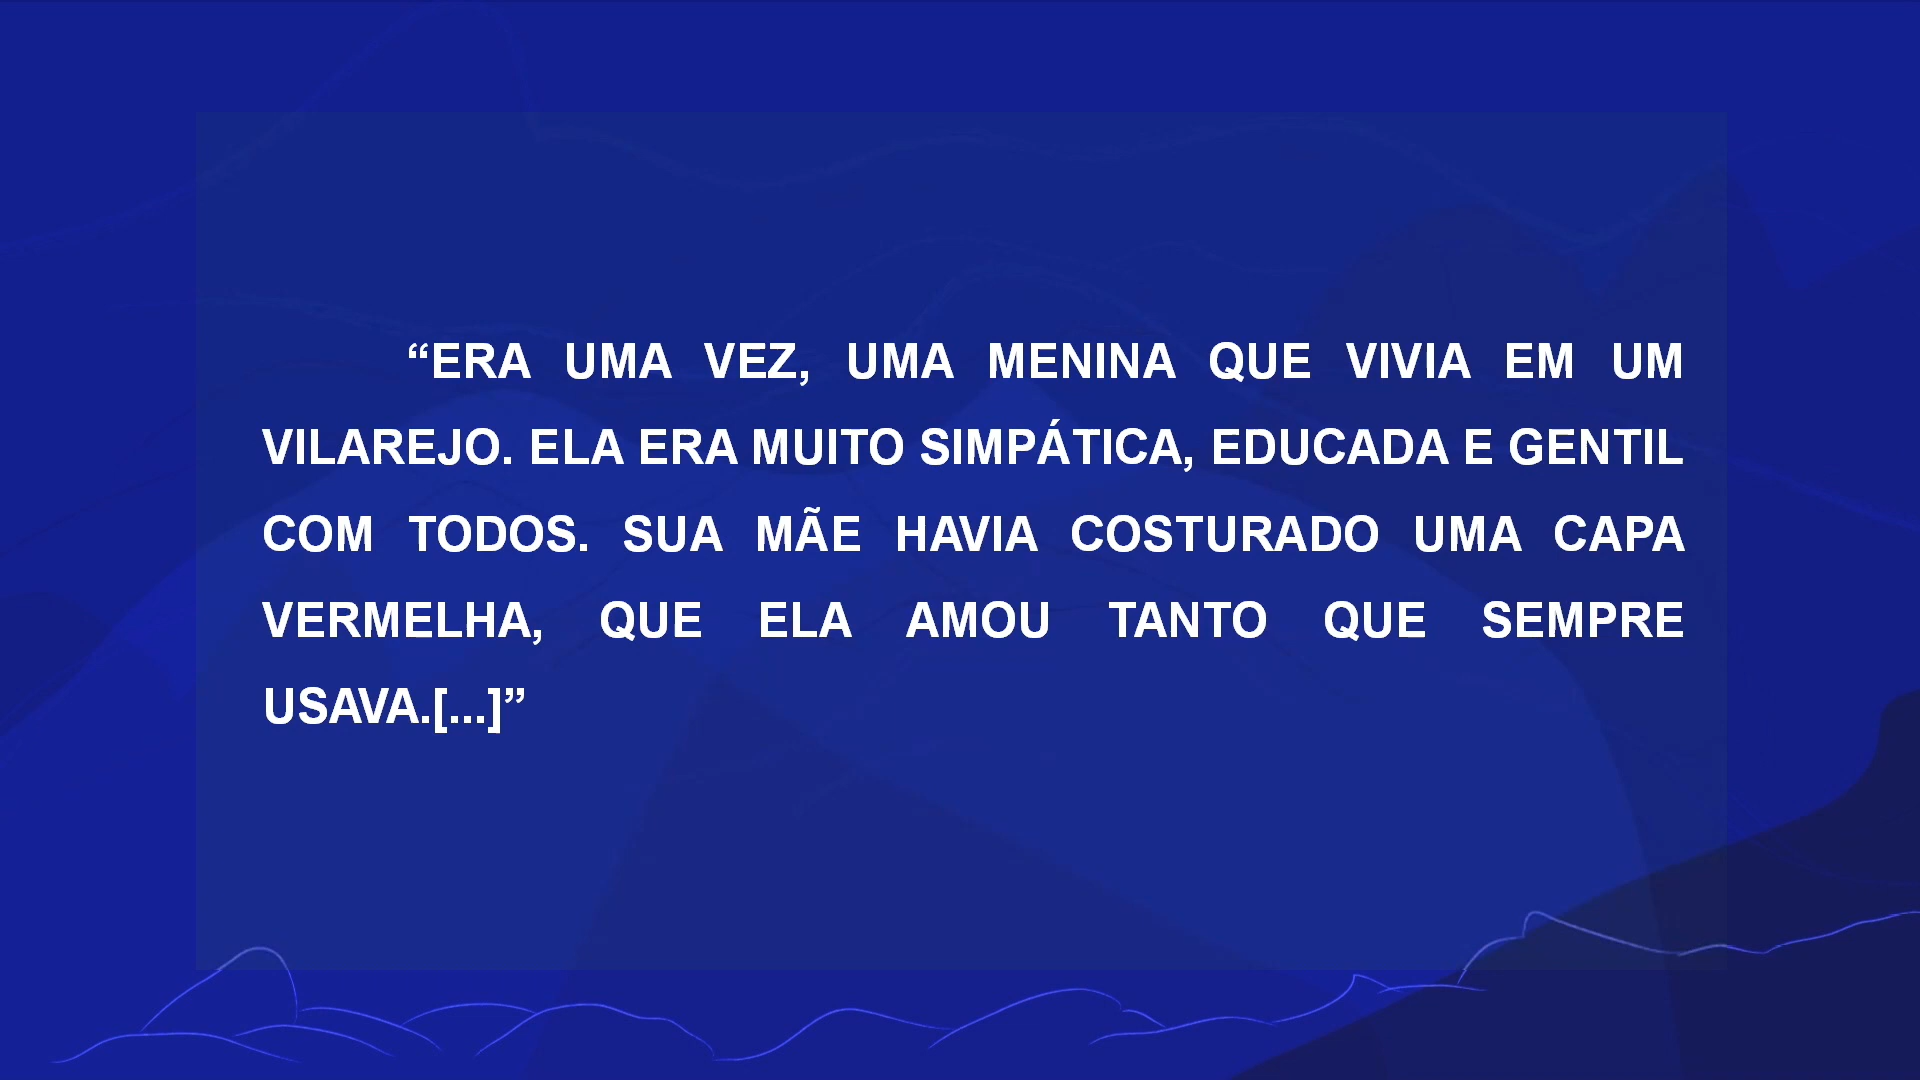 “ERA UMA VEZ, UMA MENINA QUE VIVIA EM UM
VILAREJO. ELA ERA MUITO SIMPÁTICA, EDUCADA E GENTIL
COM TODOS. SUA MÃE HAVIA COSTURADO UMA CAPA
VERMELHA, QUE ELA AMOU TANTO QUE SEMPRE
USAVA.[...]”